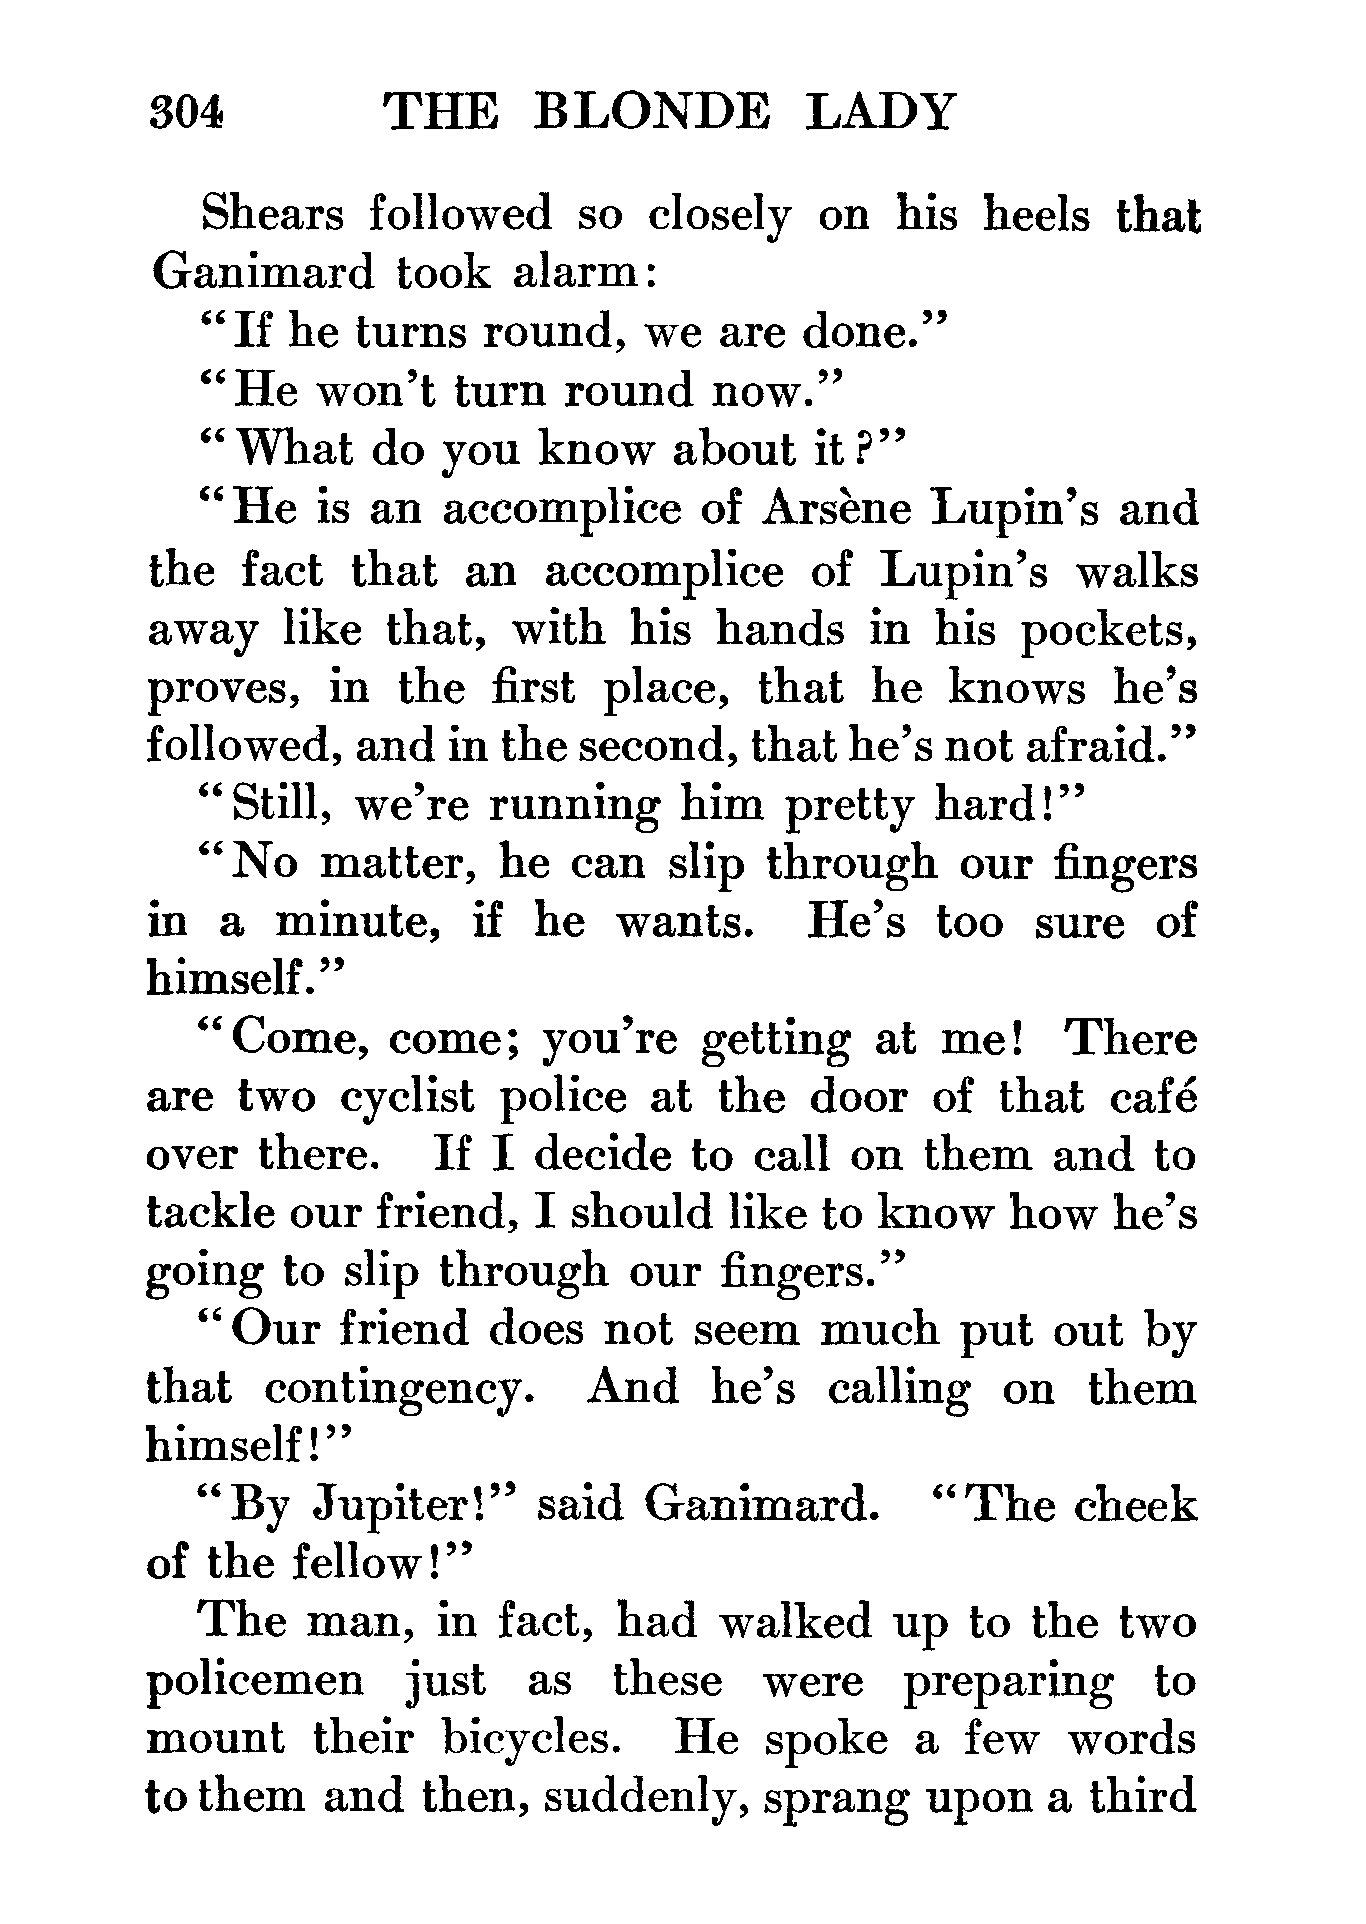 304 THE BLONDE LADY
Shears followed so closely on his heels that
Ganimard took alarm:
“If he turns round, we are done.”
“He won’t turn round now.”
“What do you know about it?”
“He is an accomplice of Arsène Lupin’s and
the fact that an accomplice of Lupin’s walks
away like that, with his hands in his pockets,
proves, in the first place, that he knows he’s
followed, and in the second, that he’s not afraid.”
“Still, we’re running him pretty hard!”
“No matter, he can slip through our fingers
in a minute, if he wants. He’s too sure of
himself.”
“Come, come; you’re getting at me! There
are two cyclist police at the door of that café
over there. If I decide to call on them and to
tackle our friend, I should like to know how he’s
going to slip through our fingers.”
“Our friend does not seem much put out by
that contingency. And he’s calling on them
himself!”
“By Jupiter!” said Ganimard. “The cheek
of the fellow!”
The man, in fact, had walked up to the two
policemen just as these were preparing to
mount their bicycles. He spoke a few words
to them and then, suddenly, sprang upon a third